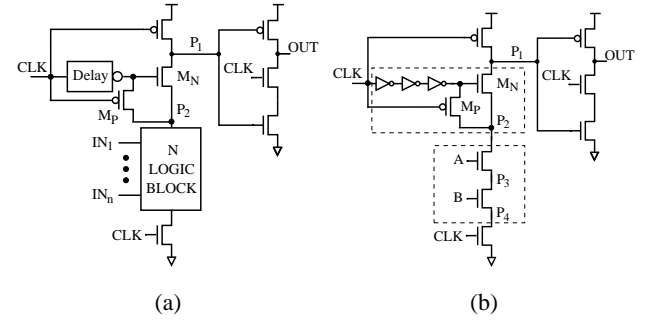 P1
OUT
CLK
Delay
MN
CLK
MP
P2
IN1
N
LOGIC
BLOCK
INn
CLK
(a)
P1
OUT
CLK
MN
CLK
MP
P2
A
P3
B
P4
CLK
(b)